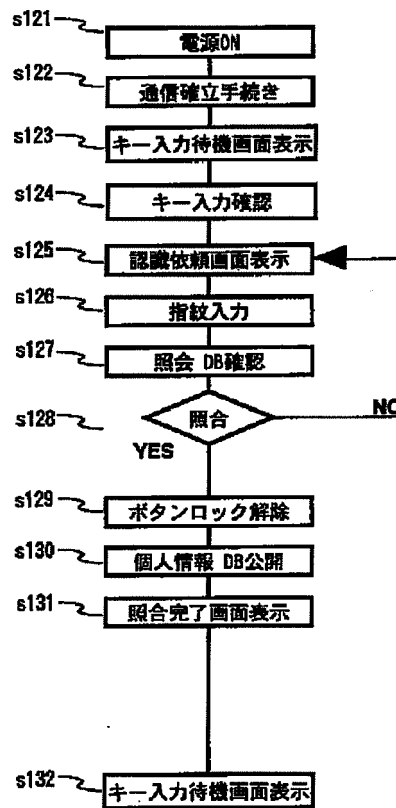 s121 電源ON
s122 通信確立手続き
s123 キー入力待機画面表示
s124 キー入力確認
s125 認識依頼画面表示
s126 指紋入力
s127 照会 DB確認
s128 照合 NO
YES
s129 ボタンロック解除
s130 個人情報 DB公開
s131 照合完了画面表示
s132 キー入力待機画面表示